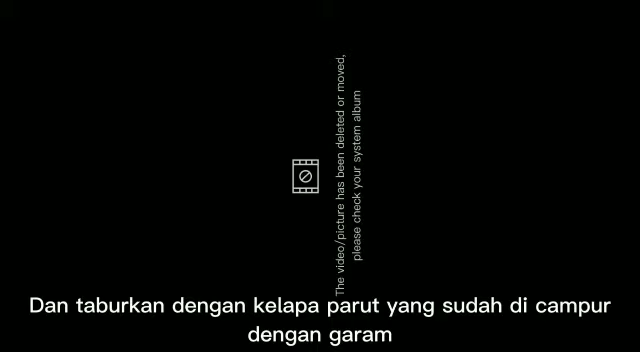 The video/picture has been deleted or moved,
please check your system album
Dan taburkan dengan kelapa parut yang sudah di campur
dengan garam